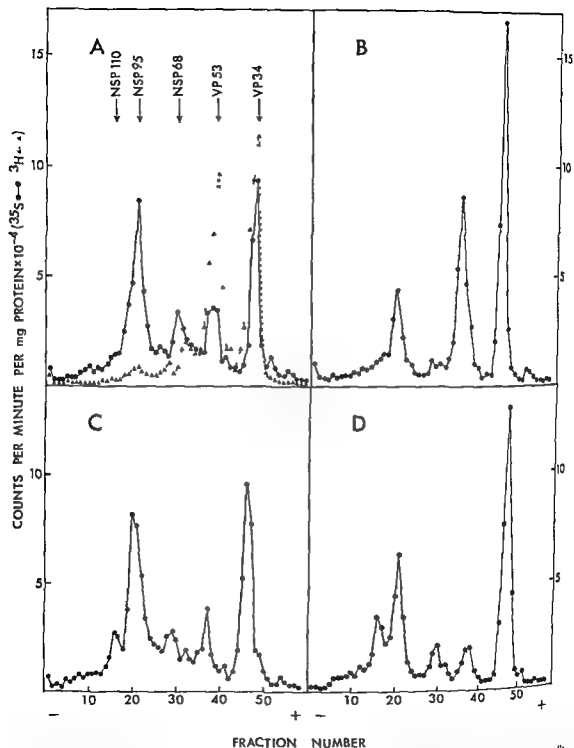 A
B
NSP110
NSP95
NSP68
VP53
VP34
15
10
5
15
10
5
C
D
10
5
10
5
10 20 30 40 50
10 20 30 40 50
− + − +
COUNTS PER MINUTE PER mg PROTEIN×10⁻⁴ (³⁵S ³H
FRACTION NUMBER